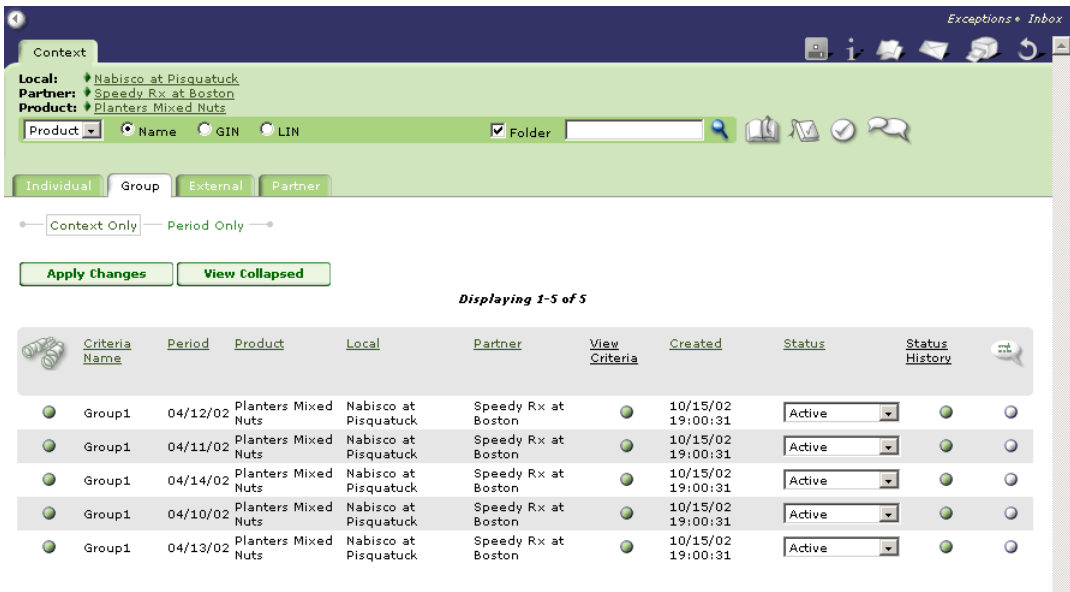 Exceptions • Inbox
Context
Local: Nabisco at Pisquatuck
Partner: Speedy Rx at Boston
Product: Planters Mixed Nuts
Product Name GIN LIN Folder
Individual Group External Partner
Context Only Period Only
Apply Changes View Collapsed
Displaying 1-5 of 5
Criteria Period Product Local Partner View Created Status Status
Name Criteria History
Group1 04/12/02 Planters Mixed Nabisco at Speedy Rx at 10/15/02 Active
Nuts Pisquatuck Boston 19:00:31
Group1 04/11/02 Planters Mixed Nabisco at Speedy Rx at 10/15/02 Active
Nuts Pisquatuck Boston 19:00:31
Group1 04/14/02 Planters Mixed Nabisco at Speedy Rx at 10/15/02 Active
Nuts Pisquatuck Boston 19:00:31
Group1 04/10/02 Planters Mixed Nabisco at Speedy Rx at 10/15/02 Active
Nuts Pisquatuck Boston 19:00:31
Group1 04/13/02 Planters Mixed Nabisco at Speedy Rx at 10/15/02 Active
Nuts Pisquatuck Boston 19:00:31